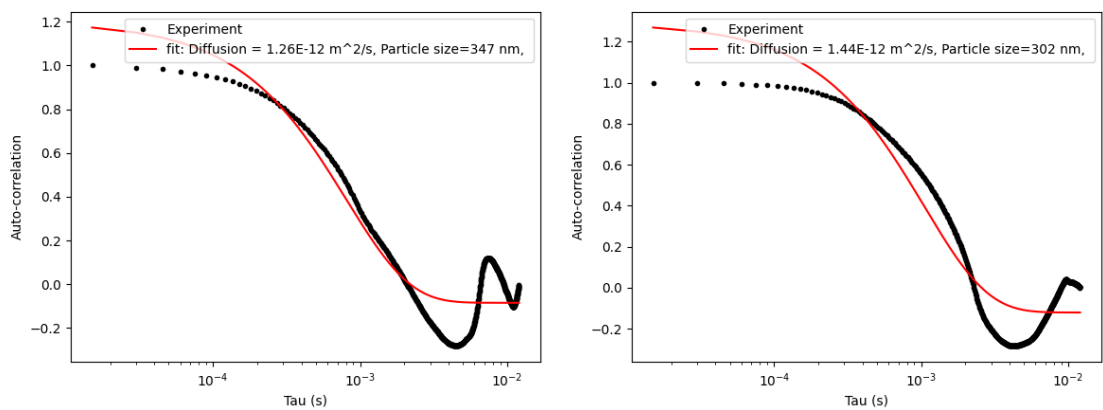 Experiment
fit: Diffusion = 1.26E-12 m^2/s, Particle size=347 nm,
Auto-correlation
1.2
1.0
0.8
0.6
0.4
0.2
0.0
−0.2
10⁻⁴
10⁻³
10⁻²
Tau (s)
Experiment
fit: Diffusion = 1.44E-12 m^2/s, Particle size=302 nm,
Auto-correlation
1.2
1.0
0.8
0.6
0.4
0.2
0.0
−0.2
10⁻⁴
10⁻³
10⁻²
Tau (s)